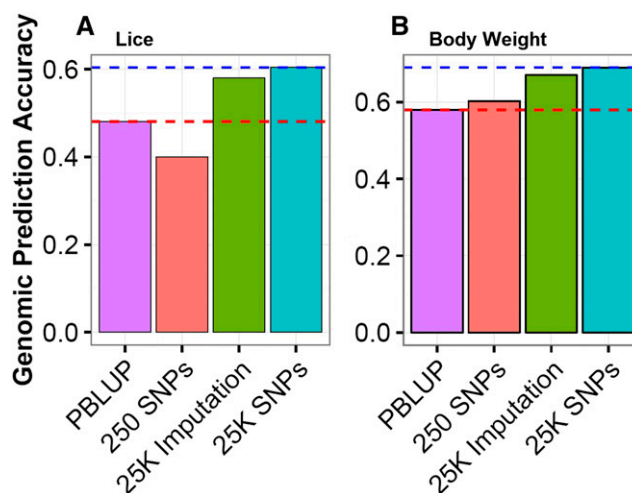 A
Lice
B
Body Weight
Genomic Prediction Accuracy
0.6
0.4
0.2
0.0
0.6
0.4
0.2
0.0
PBLUP
250 SNPs
25K Imputation
25K SNPs
PBLUP
250 SNPs
25K Imputation
25K SNPs